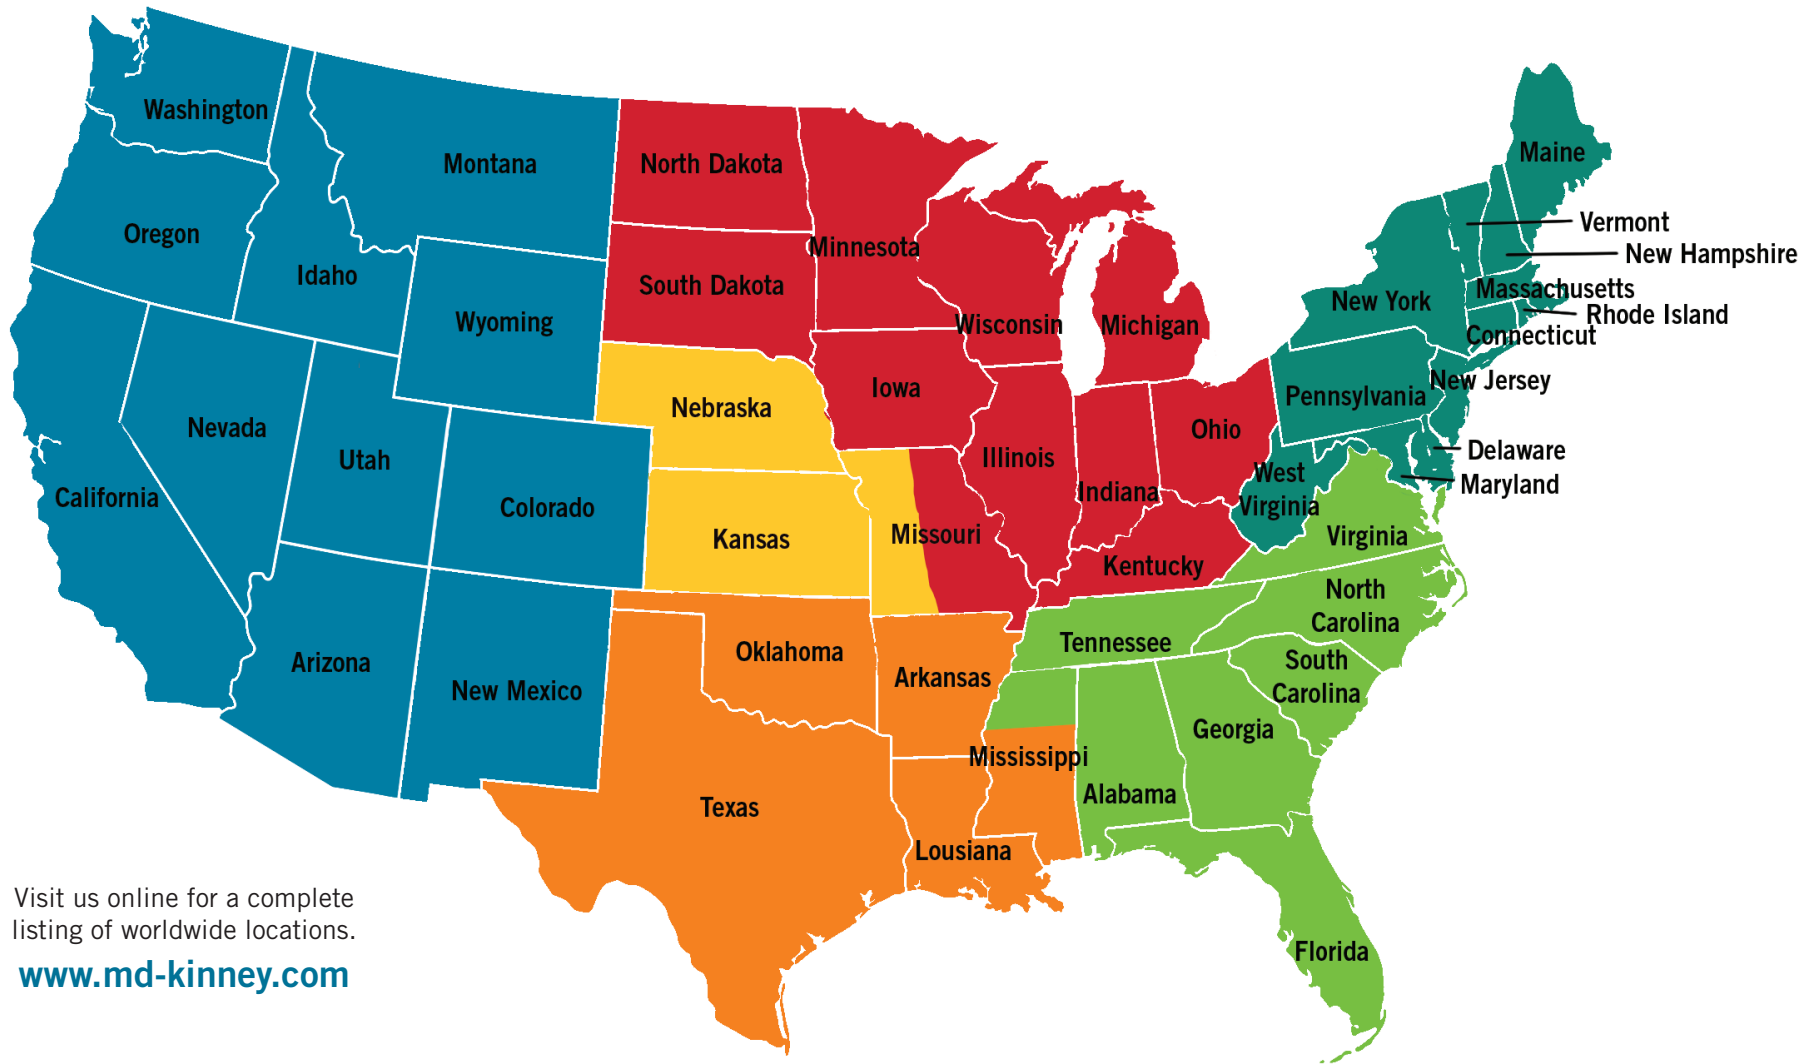 Washington
Montana
North Dakota
Maine
Oregon
Minnesota
Vermont
New Hampshire
Idaho
South Dakota
Massachusetts
New York
Rhode Island
Wyoming
Wisconsin
Michigan
Connecticut
Iowa
New Jersey
Pennsylvania
Nebraska
Nevada
Ohio
Utah
Illinois
Delaware
West
Virginia
Maryland
California
Colorado
Indiana
Missouri
Kansas
Virginia
Kentucky
North
Carolina
Oklahoma
Tennessee
Arizona
South
Carolina
Arkansas
New Mexico
Georgia
Mississippi
Alabama
Texas
Lousiana
Florida
Visit us online for a complete
listing of worldwide locations.
www.md-kinney.com